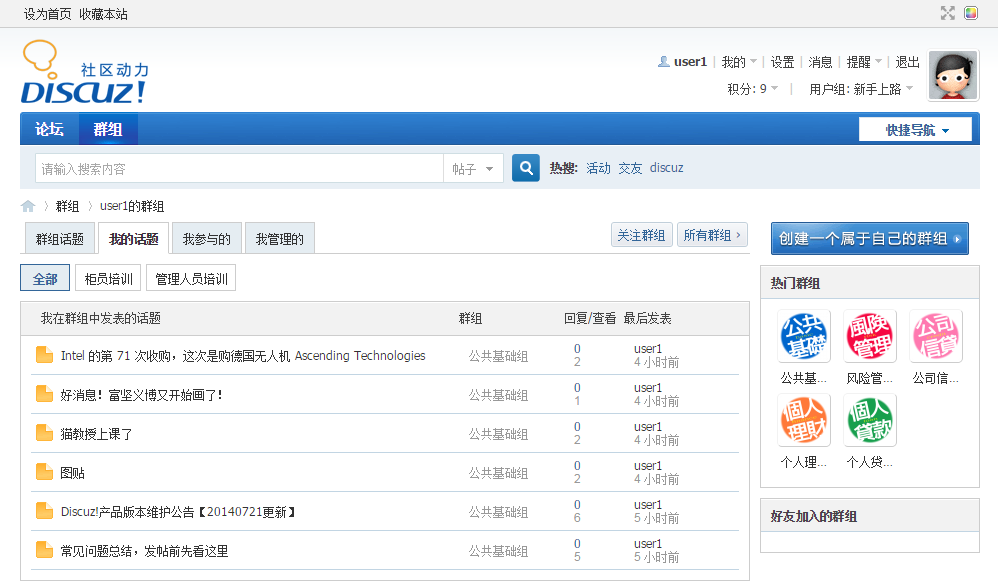 设为首页 收藏本站
社区动力
DISCUZ!
user1 我的 设置 消息 提醒 退出
积分: 9 用户组: 新手上路
论坛 群组 快捷导航
请输入搜索内容 帖子 热搜: 活动 交友 discuz
群组 user1的群组
群组话题 我的话题 我参与的 我管理的 关注群组 所有群组
创建一个属于自己的群组
全部 柜员培训 管理人员培训
我在群组中发表的话题 群组 回复/查看 最后发表
Intel 的第 71 次收购，这次是购德国无人机 Ascending Technologies 公共基础组 0 user1
2 4 小时前
好消息！富坚义博又开始画了！ 公共基础组 0 user1
1 4 小时前
猫教授上课了 公共基础组 0 user1
2 4 小时前
图贴 公共基础组 0 user1
2 4 小时前
Discuz!产品版本维护公告【20140721更新】 公共基础组 0 user1
6 5 小时前
常见问题总结，发帖前先看这里 公共基础组 0 user1
5 5 小时前
热门群组
公共
基礎
風険
管理
公司
信貸
公共基... 风险管... 公司信...
個人
理財
個人
貸款
个人理... 个人贷...
好友加入的群组